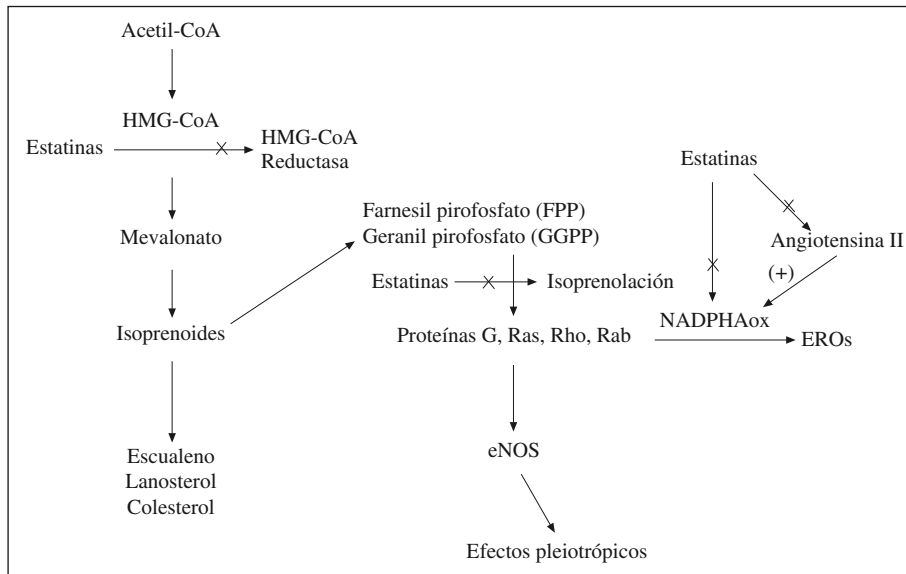 Acetil-CoA
HMG-CoA
Estatinas
HMG-CoA
Reductasa
Mevalonato
Isoprenoides
Escualeno
Lanosterol
Colesterol
Farnesil pirofosfato (FPP)
Geranil pirofosfato (GGPP)
Estatinas
Isoprenolación
Proteínas G, Ras, Rho, Rab
eNOS
Efectos pleiotrópicos
Estatinas
Angiotensina II
(+)
NADPHAox
EROs